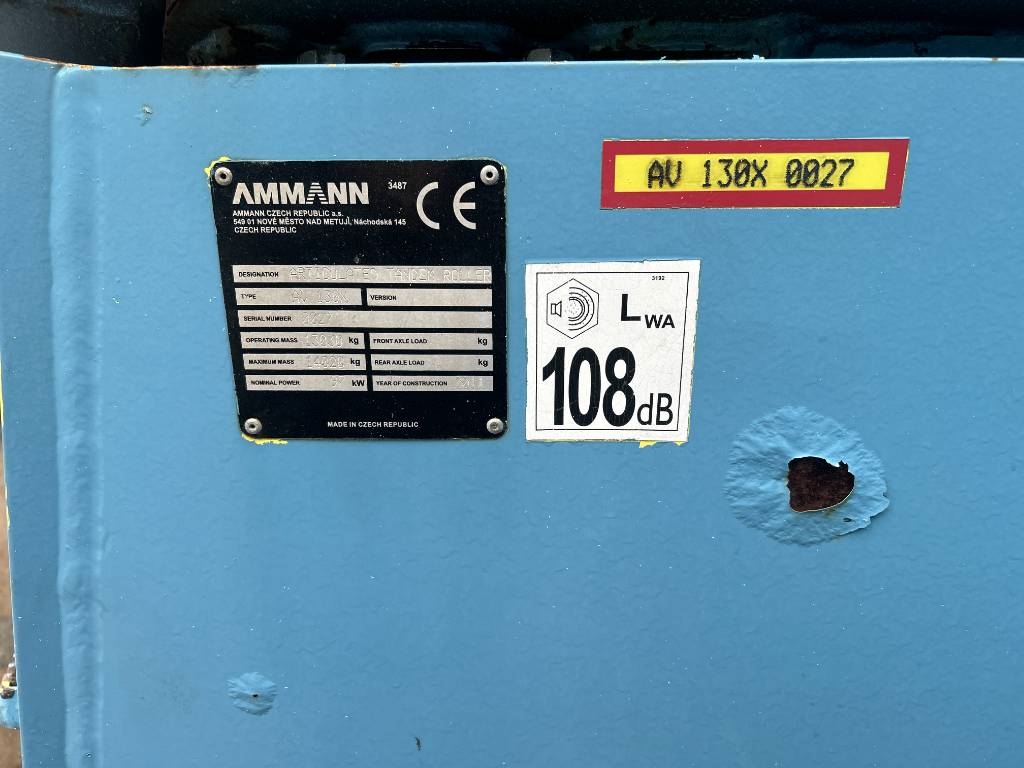 AMMANN 3487 CE
AMMANN CZECH REPUBLIC a.s.
549 01 NOVÉ MĚSTO NAD METUJÍ, Náchodská 145
CZECH REPUBLIC
DESIGNATION ARTICULATED TANDEM ROLLER
TYPE AV 130X VERSION
SERIAL NUMBER
OPERATING MASS kg FRONT AXLE LOAD kg
MAXIMUM MASS kg REAR AXLE LOAD kg
NOMINAL POWER kW YEAR OF CONSTRUCTION
MADE IN CZECH REPUBLIC
AV 130X 0027
3192
LWA
108dB